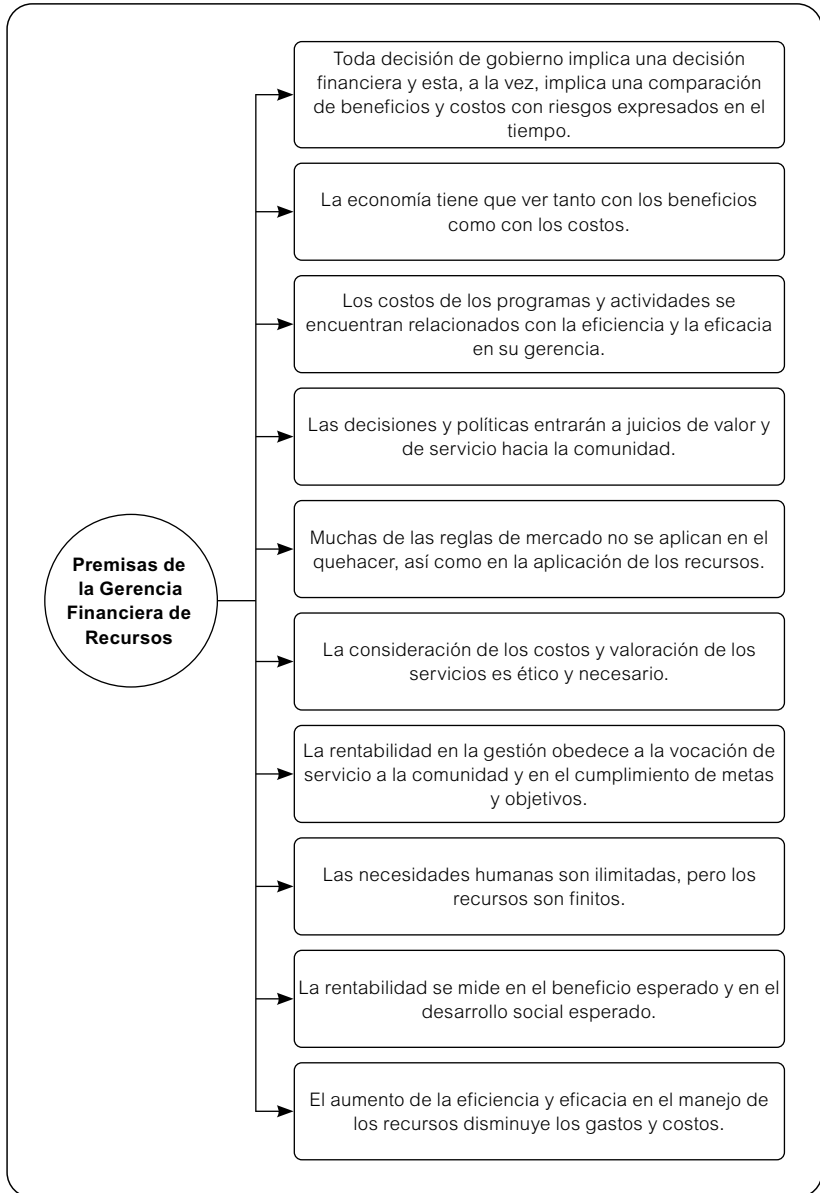 Toda decisión de gobierno implica una decisión
financiera y esta, a la vez, implica una comparación
de beneficios y costos con riesgos expresados en el
tiempo.
La economía tiene que ver tanto con los beneficios
como con los costos.
Los costos de los programas y actividades se
encuentran relacionados con la eficiencia y la eficacia
en su gerencia.
Las decisiones y políticas entrarán a juicios de valor y
de servicio hacia la comunidad.
Muchas de las reglas de mercado no se aplican en el
quehacer, así como en la aplicación de los recursos.
Premisas de
la Gerencia
Financiera de
Recursos
La consideración de los costos y valoración de los
servicios es ético y necesario.
La rentabilidad en la gestión obedece a la vocación de
servicio a la comunidad y en el cumplimiento de metas
y objetivos.
Las necesidades humanas son ilimitadas, pero los
recursos son finitos.
La rentabilidad se mide en el beneficio esperado y en el
desarrollo social esperado.
El aumento de la eficiencia y eficacia en el manejo de
los recursos disminuye los gastos y costos.